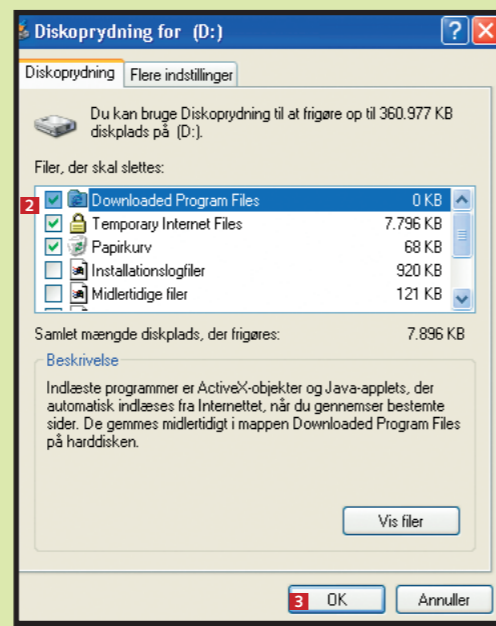 Diskoprydning for (D:)
Diskoprydning Flere indstillinger
Du kan bruge Diskoprydning til at frigøre op til 360.977 KB
diskplads på (D:).
Filer, der skal slettes:
2 Downloaded Program Files 0 KB
Temporary Internet Files 7.796 KB
Papirkurv 68 KB
Installationslogfiler 920 KB
Midlertidige filer 121 KB
Samlet mængde diskplads, der frigøres: 7.896 KB
Beskrivelse
Indlæste programmer er ActiveX-objekter og Java-applets, der
automatisk indlæses fra Internettet, når du gennemser bestemte
sider. De gemmes midlertidigt i mappen Downloaded Program Files
på harddisken.
Vis filer
3 OK Annuller